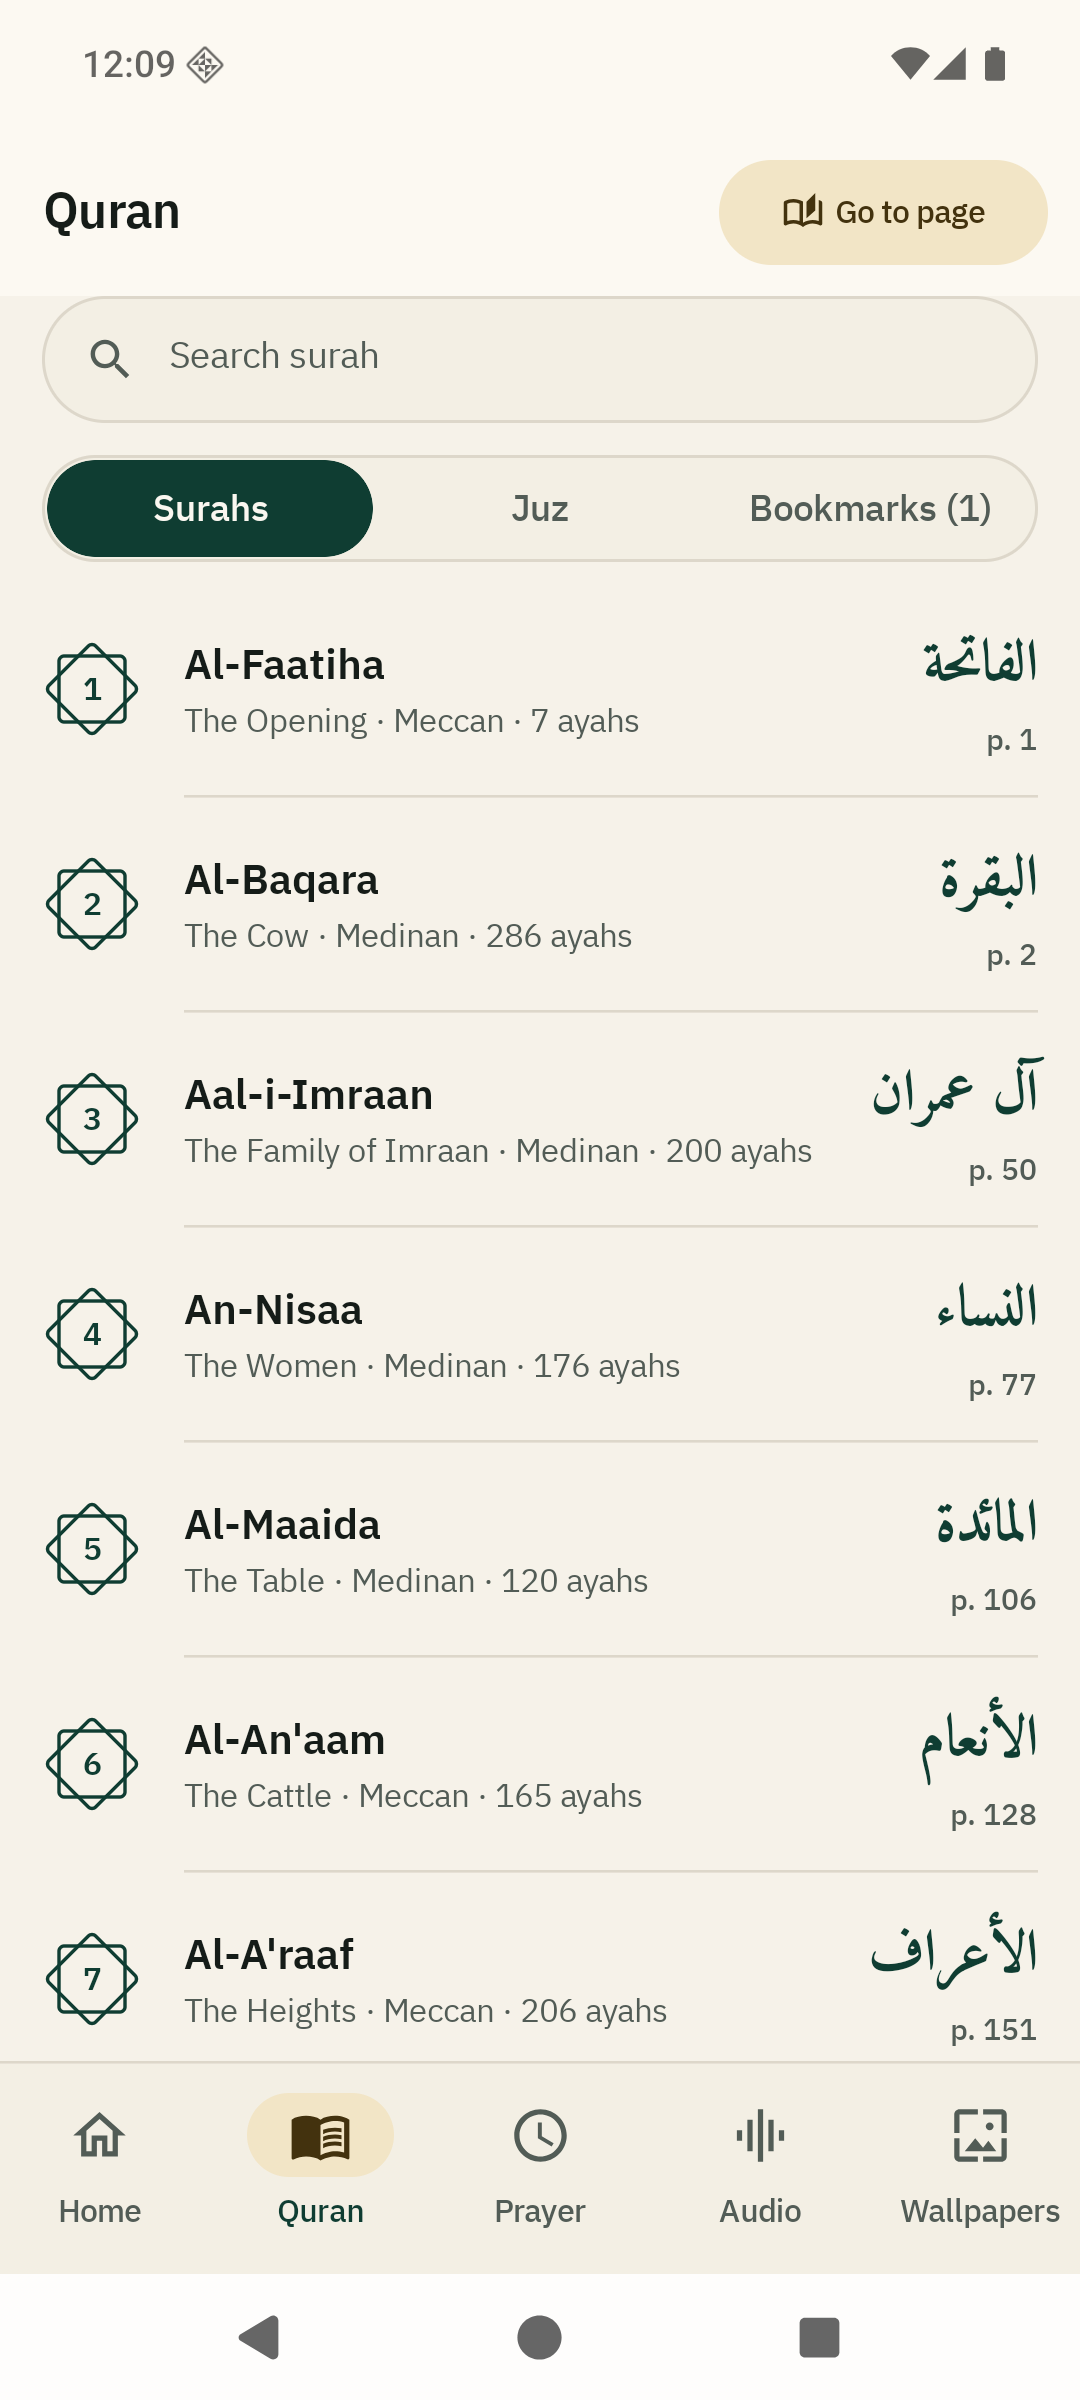 12:09
Quran
Go to page
Search surah
Surahs
Juz
Bookmarks (1)
1
Al-Faatiha
الفاتحة
The Opening · Meccan · 7 ayahs
p. 1
2
Al-Baqara
البقرة
The Cow · Medinan · 286 ayahs
p. 2
3
Aal-i-Imraan
آل عمران
The Family of Imraan · Medinan · 200 ayahs
p. 50
4
An-Nisaa
النساء
The Women · Medinan · 176 ayahs
p. 77
5
Al-Maaida
المائدة
The Table · Medinan · 120 ayahs
p. 106
6
Al-An'aam
الأنعام
The Cattle · Meccan · 165 ayahs
p. 128
7
Al-A'raaf
الأعراف
The Heights · Meccan · 206 ayahs
p. 151
Home
Quran
Prayer
Audio
Wallpapers